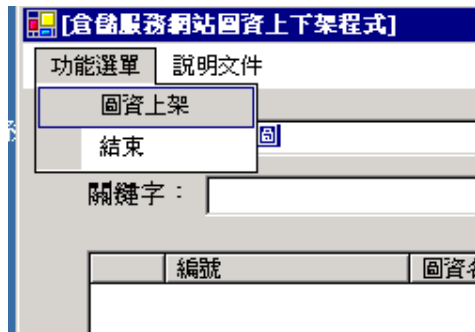 [倉儲服務網站圖資上下架程式]
功能選單 說明文件
圖資上架
結束
圖
關鍵字：
編號 圖資